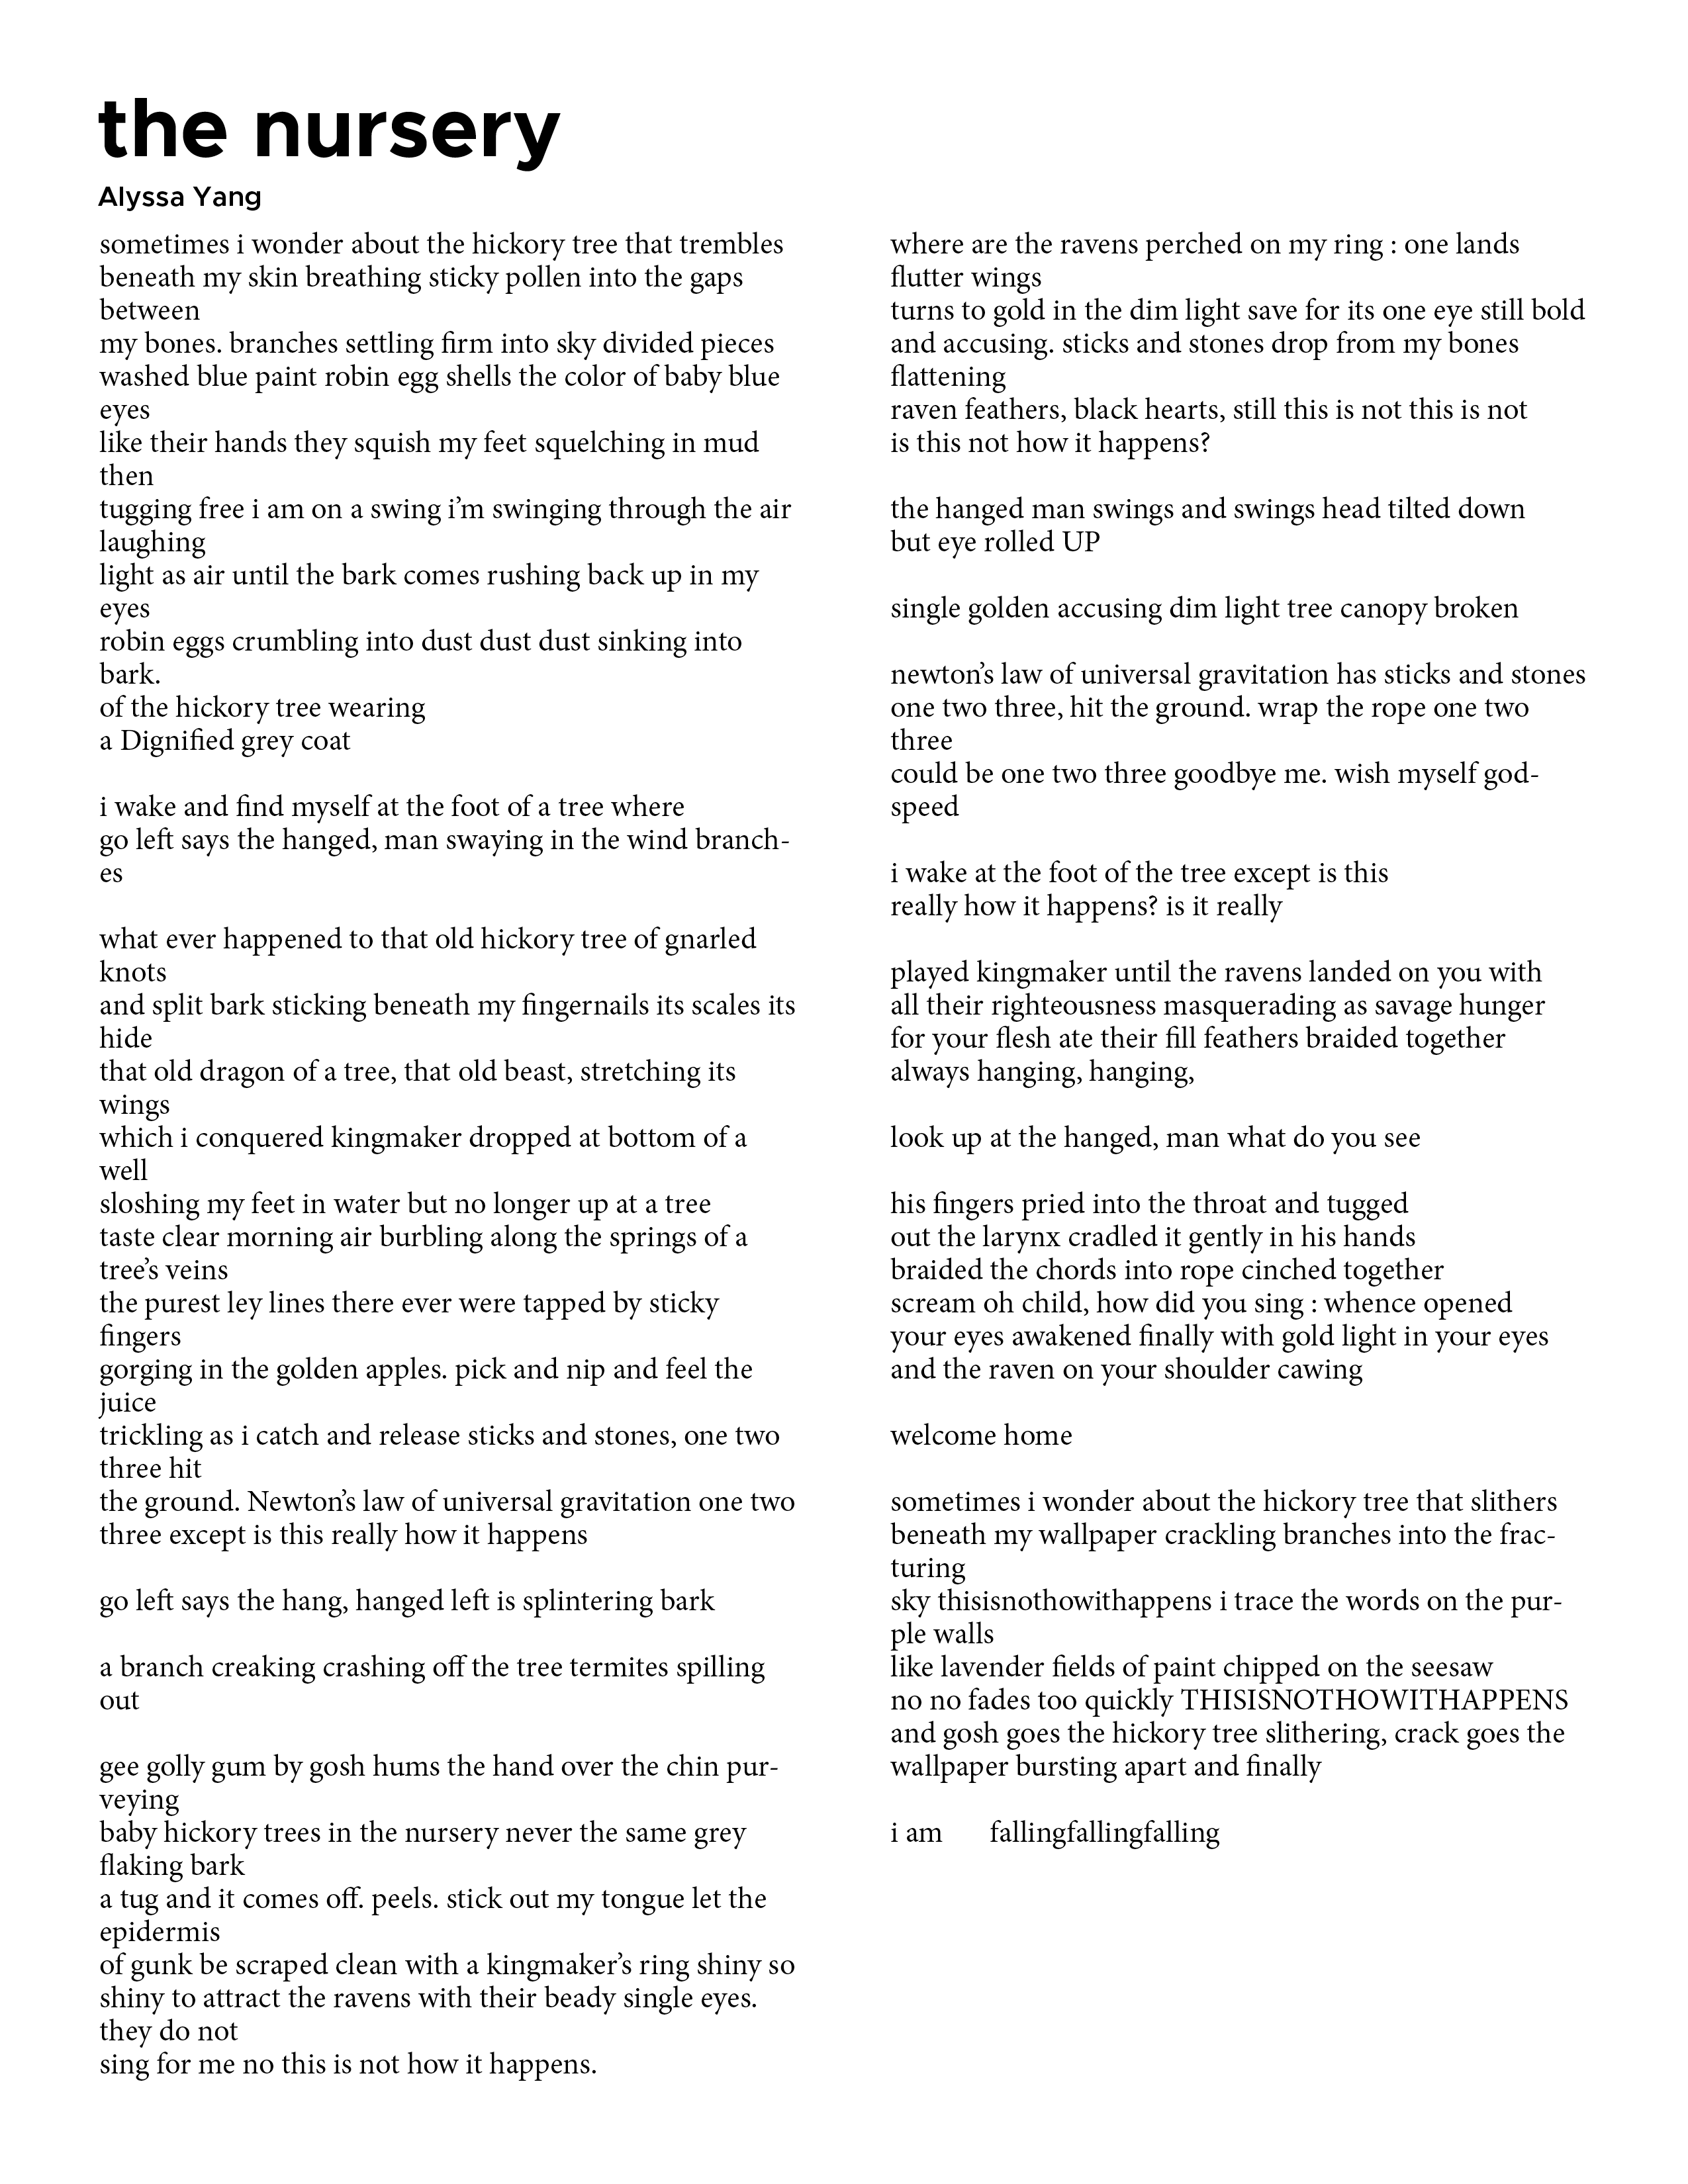 the nursery
Alyssa Yang
sometimes i wonder about the hickory tree that trembles
beneath my skin breathing sticky pollen into the gaps
between
my bones. branches settling firm into sky divided pieces
washed blue paint robin egg shells the color of baby blue
eyes
like their hands they squish my feet squelching in mud
then
tugging free i am on a swing i’m swinging through the air
laughing
light as air until the bark comes rushing back up in my
eyes
robin eggs crumbling into dust dust dust sinking into
bark.
of the hickory tree wearing
a Dignified grey coat

i wake and find myself at the foot of a tree where
go left says the hanged, man swaying in the wind branch-
es

what ever happened to that old hickory tree of gnarled
knots
and split bark sticking beneath my fingernails its scales its
hide
that old dragon of a tree, that old beast, stretching its
wings
which i conquered kingmaker dropped at bottom of a
well
sloshing my feet in water but no longer up at a tree
taste clear morning air burbling along the springs of a
tree’s veins
the purest ley lines there ever were tapped by sticky
fingers
gorging in the golden apples. pick and nip and feel the
juice
trickling as i catch and release sticks and stones, one two
three hit
the ground. Newton’s law of universal gravitation one two
three except is this really how it happens

go left says the hang, hanged left is splintering bark

a branch creaking crashing off the tree termites spilling
out

gee golly gum by gosh hums the hand over the chin pur-
veying
baby hickory trees in the nursery never the same grey
flaking bark
a tug and it comes off. peels. stick out my tongue let the
epidermis
of gunk be scraped clean with a kingmaker’s ring shiny so
shiny to attract the ravens with their beady single eyes.
they do not
sing for me no this is not how it happens.

where are the ravens perched on my ring : one lands
flutter wings
turns to gold in the dim light save for its one eye still bold
and accusing. sticks and stones drop from my bones
flattening
raven feathers, black hearts, still this is not this is not
is this not how it happens?

the hanged man swings and swings head tilted down
but eye rolled UP

single golden accusing dim light tree canopy broken

newton’s law of universal gravitation has sticks and stones
one two three, hit the ground. wrap the rope one two
three
could be one two three goodbye me. wish myself god-
speed

i wake at the foot of the tree except is this
really how it happens? is it really

played kingmaker until the ravens landed on you with
all their righteousness masquerading as savage hunger
for your flesh ate their fill feathers braided together
always hanging, hanging,

look up at the hanged, man what do you see

his fingers pried into the throat and tugged
out the larynx cradled it gently in his hands
braided the chords into rope cinched together
scream oh child, how did you sing : whence opened
your eyes awakened finally with gold light in your eyes
and the raven on your shoulder cawing

welcome home

sometimes i wonder about the hickory tree that slithers
beneath my wallpaper crackling branches into the frac-
turing
sky thisisnothowithappens i trace the words on the pur-
ple walls
like lavender fields of paint chipped on the seesaw
no no fades too quickly THISISNOTHOWITHAPPENS
and gosh goes the hickory tree slithering, crack goes the
wallpaper bursting apart and finally

i am fallingfallingfalling